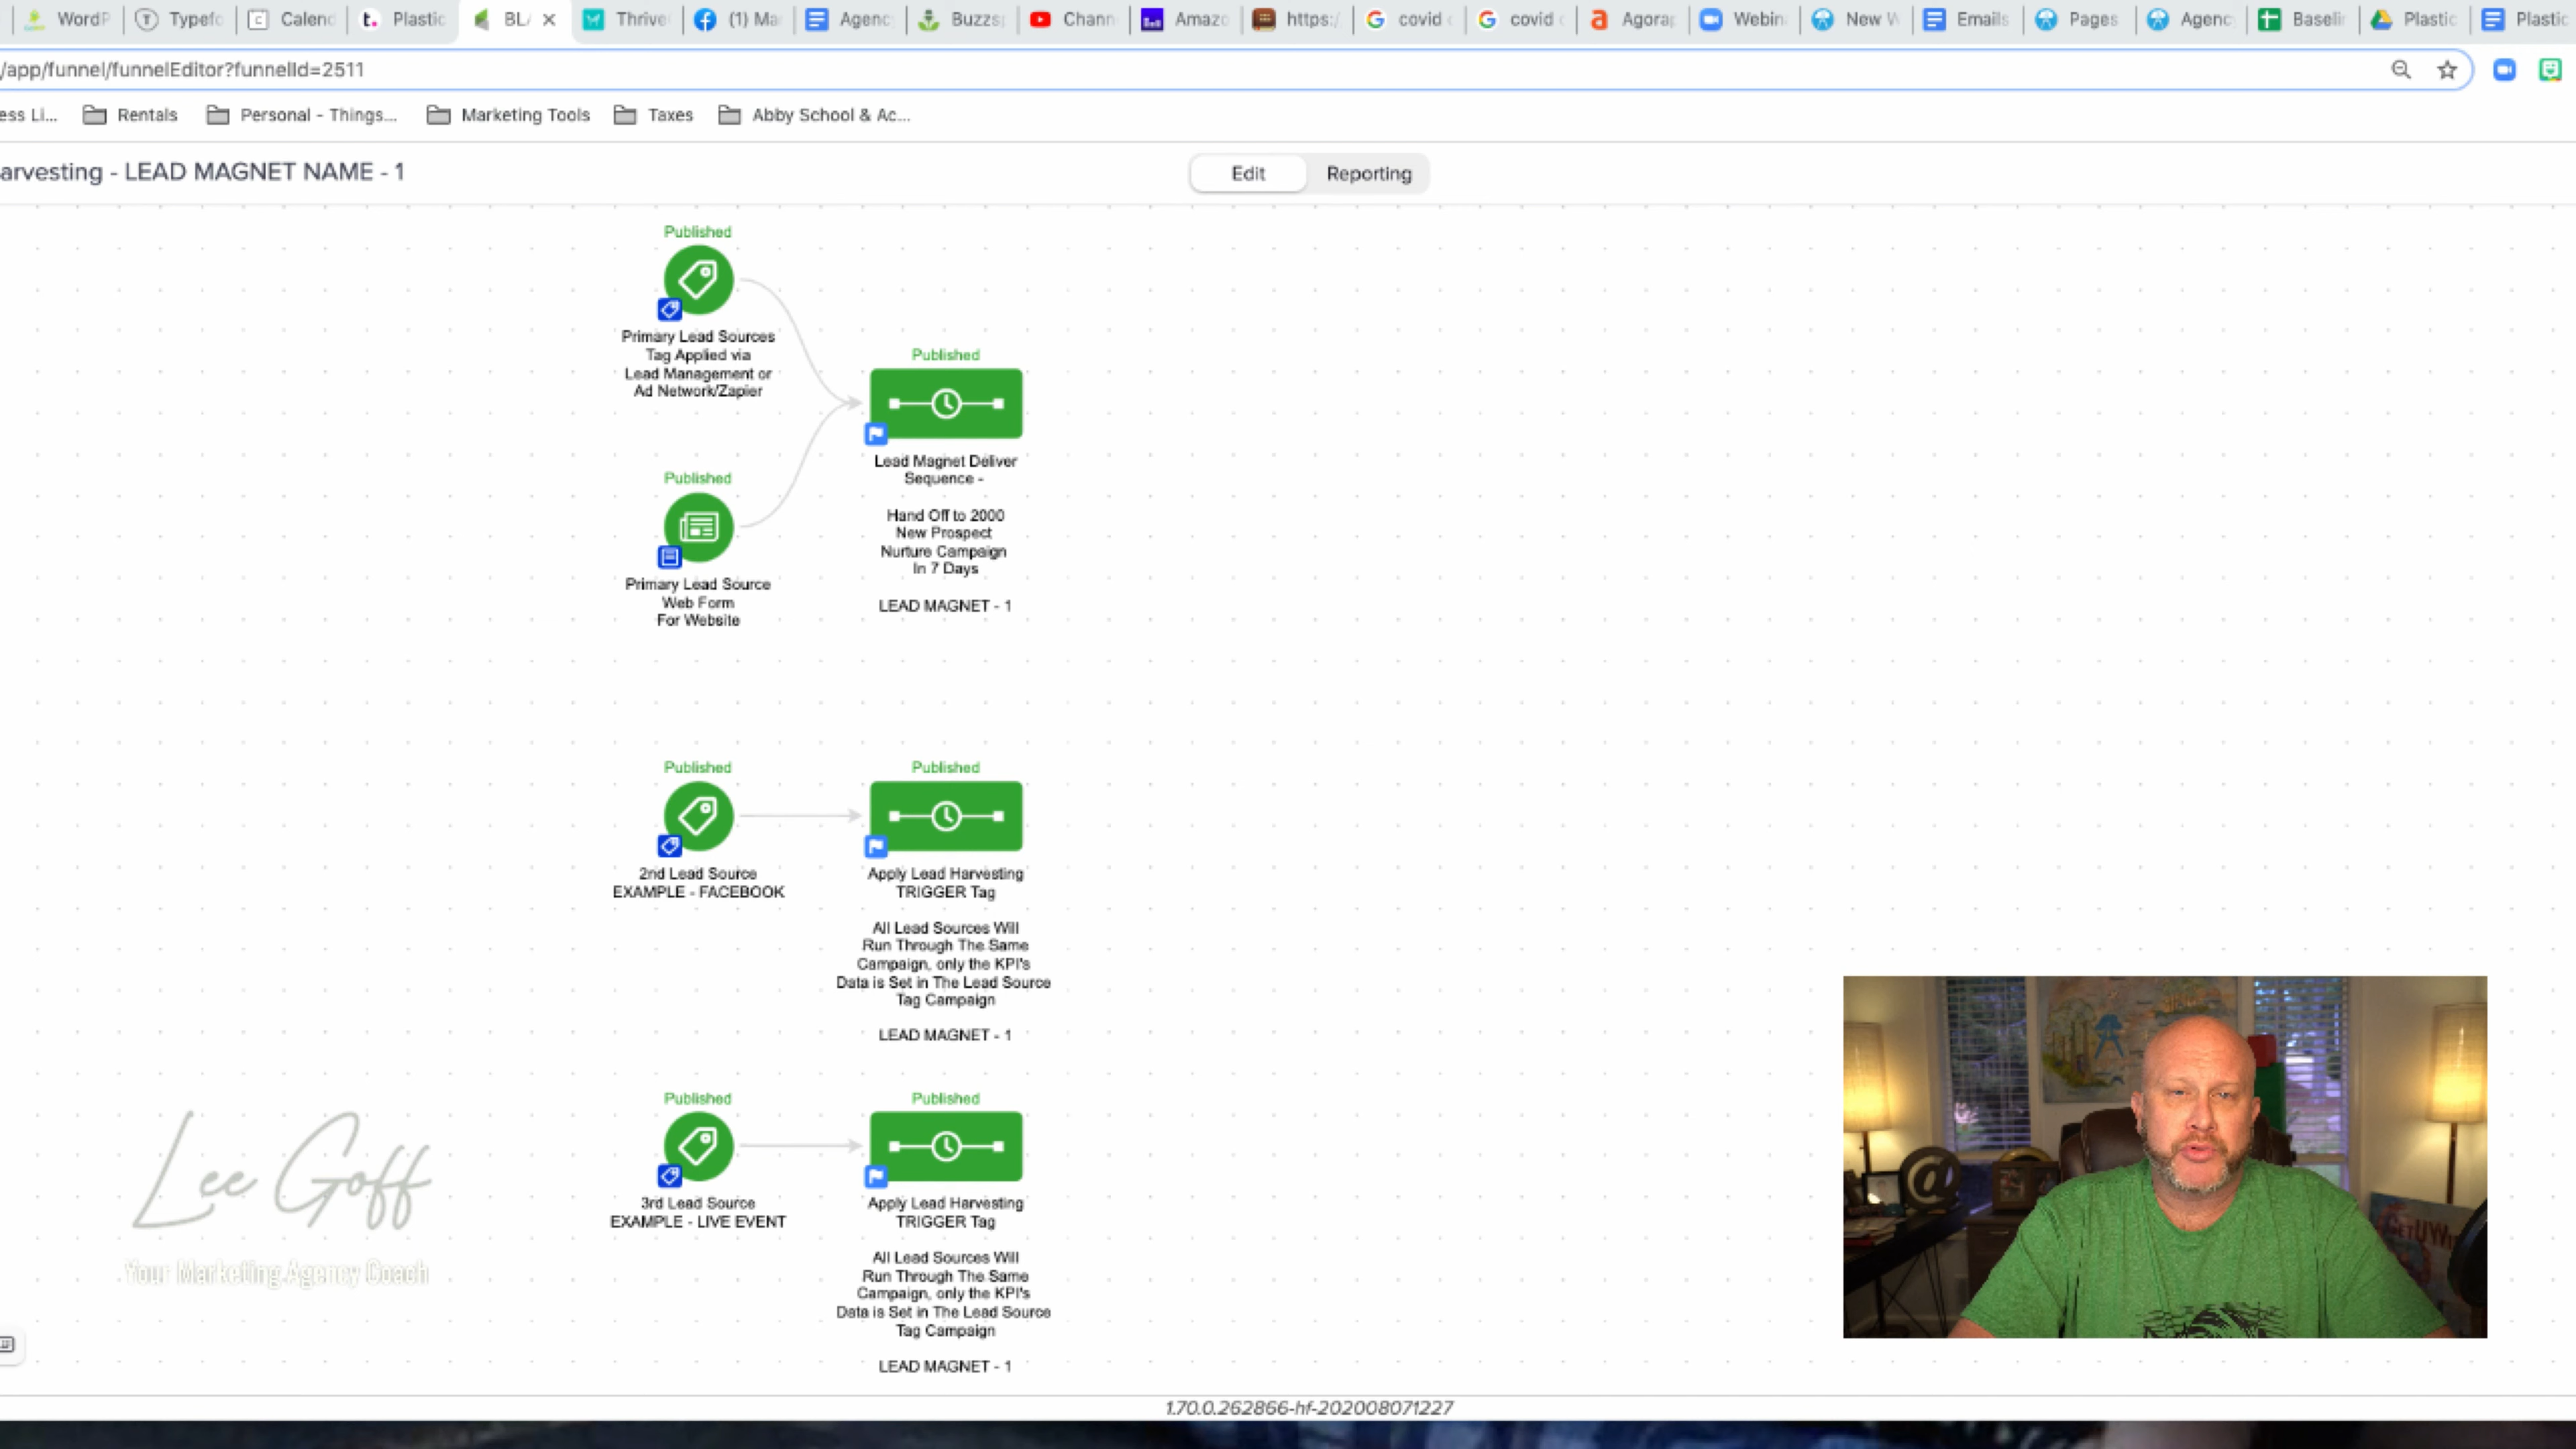 WordP
Typefo
Calend
t. Plastic
BL
Thrive
(1) Ma
Agenc
Buzzs
Chann
Amazo
https:/
covid
covid
Agorap
Webin
New W
Emails
Pages
Agenc
Baselin
Plastic
Plastic
/app/funnel/funnelEditor?funnelId=2511
ess Li...
Rentals
Personal - Things...
Marketing Tools
Taxes
Abby School & Ac...
arvesting - LEAD MAGNET NAME - 1
Edit
Reporting
Published
Primary Lead Sources
Tag Applied via
Lead Management or
Ad Network/Zapier
Published
Lead Magnet Deliver
Sequence -
Hand Off to 2000
New Prospect
Nurture Campaign
In 7 Days
LEAD MAGNET - 1
Published
Primary Lead Source
Web Form
For Website
Published
2nd Lead Source
EXAMPLE - FACEBOOK
Published
Apply Lead Harvesting
TRIGGER Tag
All Lead Sources Will
Run Through The Same
Campaign, only the KPI's
Data is Set in The Lead Source
Tag Campaign
LEAD MAGNET - 1
Published
3rd Lead Source
EXAMPLE - LIVE EVENT
Published
Apply Lead Harvesting
TRIGGER Tag
All Lead Sources Will
Run Through The Same
Campaign, only the KPI's
Data is Set in The Lead Source
Tag Campaign
LEAD MAGNET - 1
Lee Goff
Your Marketing Agency Coach
1.70.0.262866-hf-202008071227